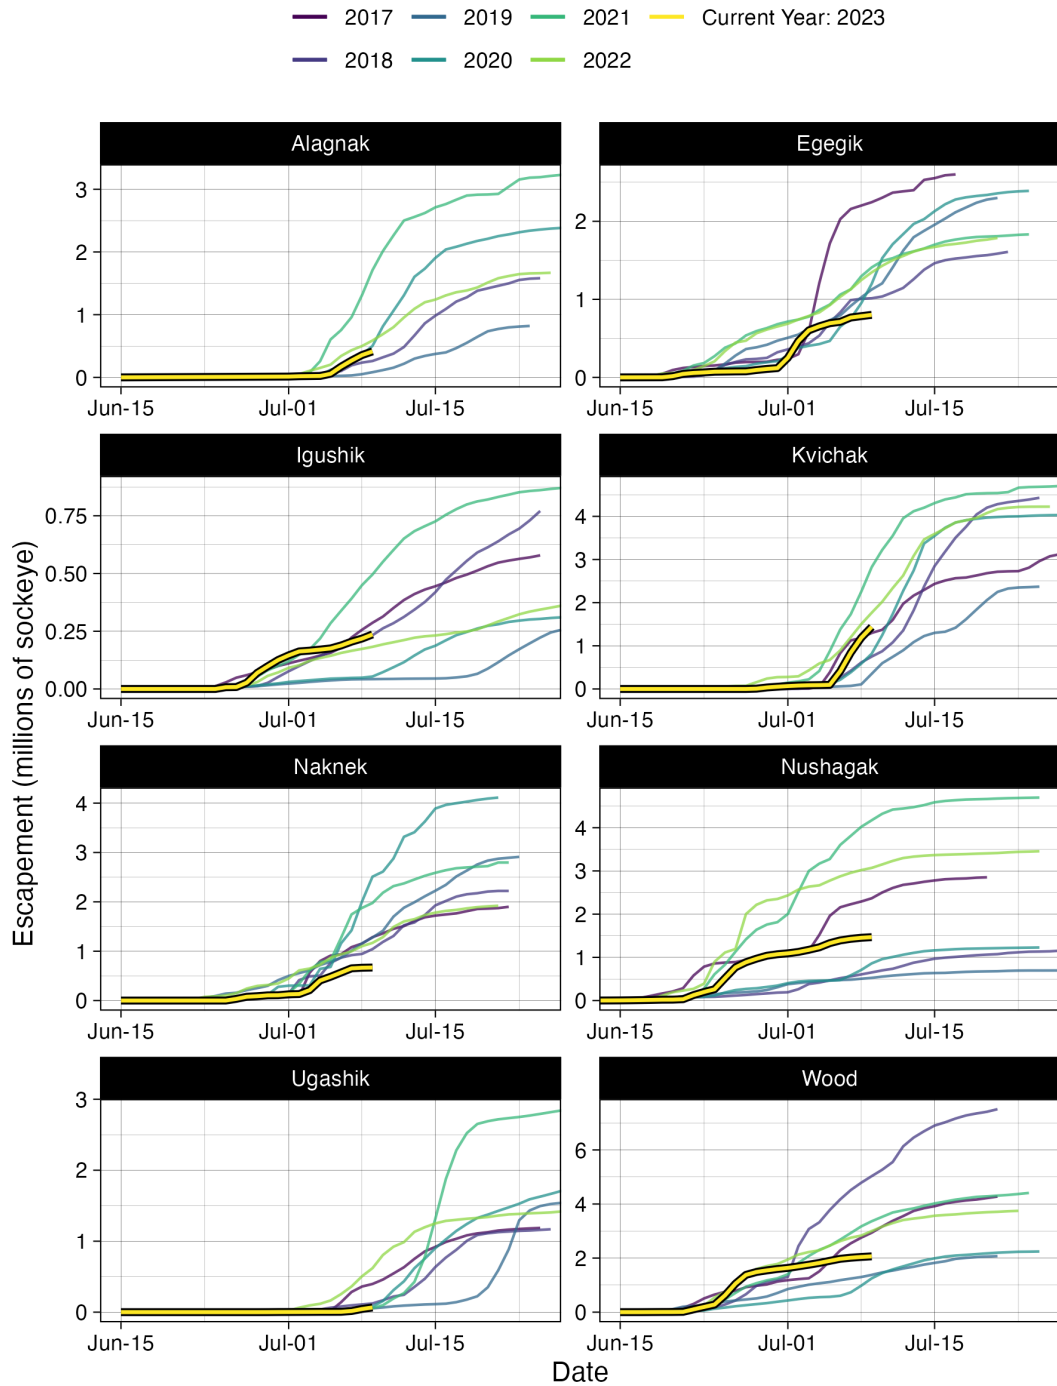 2017 2019 2021 Current Year: 2023
2018 2020 2022
Alagnak Egegik
3
2
1
0
2
1
0
Jun-15 Jul-01 Jul-15 Jun-15 Jul-01 Jul-15
Igushik Kvichak
0.75
0.50
0.25
0.00
4
3
2
1
0
Jun-15 Jul-01 Jul-15 Jun-15 Jul-01 Jul-15
Escapement (millions of sockeye)
Naknek Nushagak
4
3
2
1
0
4
3
2
1
0
Jun-15 Jul-01 Jul-15 Jun-15 Jul-01 Jul-15
Ugashik Wood
3
2
1
0
6
4
2
0
Jun-15 Jul-01 Jul-15 Jun-15 Jul-01 Jul-15
Date